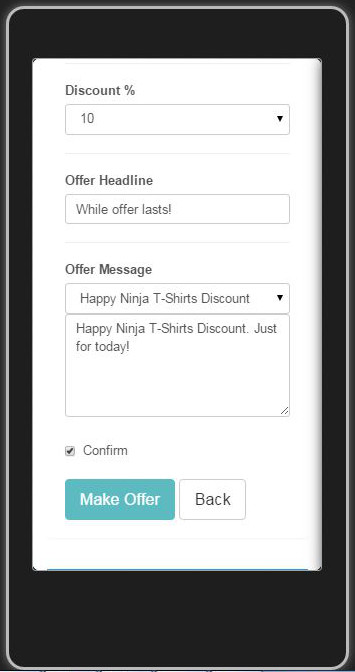 Discount %
10
Offer Headline
While offer lasts!
Offer Message
Happy Ninja T-Shirts Discount
Happy Ninja T-Shirts Discount. Just
for today!
Confirm
Make Offer Back